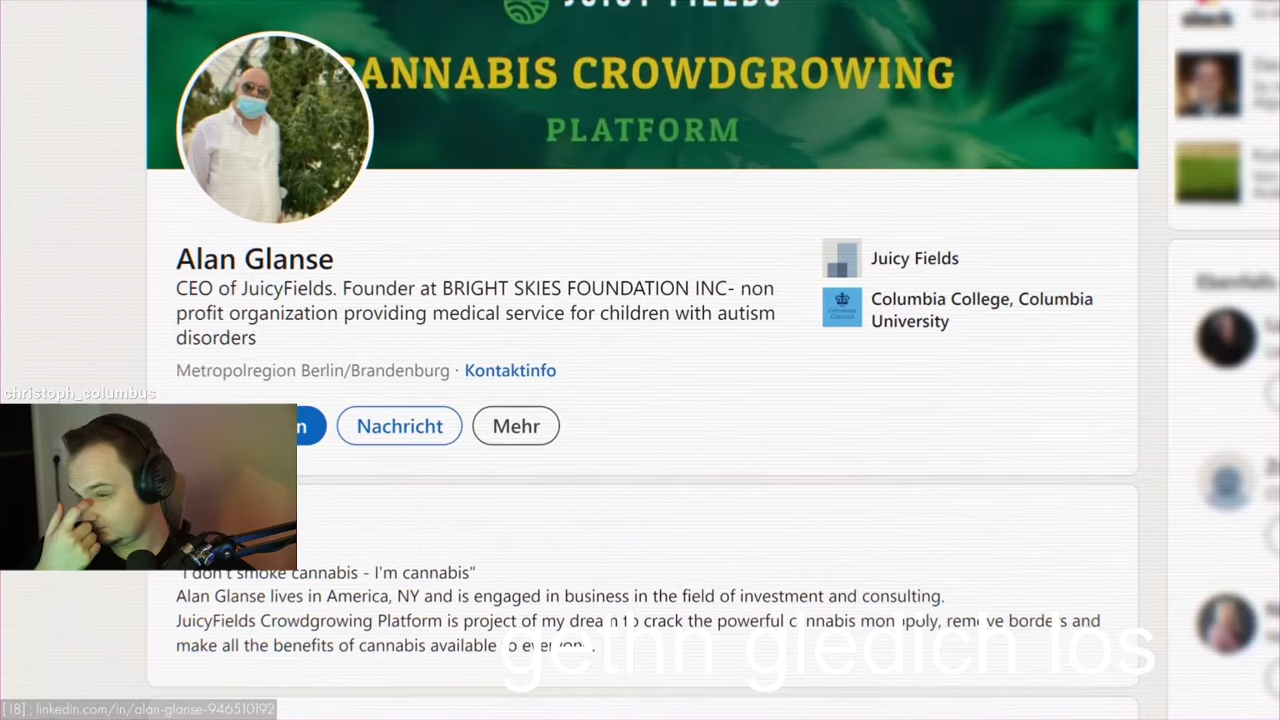 JUICY FIELDS
CANNABIS CROWDGROWING
PLATFORM
Alan Glanse
CEO of JuicyFields. Founder at BRIGHT SKIES FOUNDATION INC- non
profit organization providing medical service for children with autism
disorders
Metropolregion Berlin/Brandenburg · Kontaktinfo
Juicy Fields
Columbia College, Columbia
University
christoph_columbus
n
Nachricht
Mehr
"I don't smoke cannabis - I'm cannabis"
Alan Glanse lives in America, NY and is engaged in business in the field of investment and consulting.
JuicyFields Crowdgrowing Platform is project of my dream to crack the powerful cannabis monopoly, remove borders and
make all the benefits of cannabis available to everyone.
gethn gledich los
[18] ; linkedin.com/in/alan-glanse-946510192